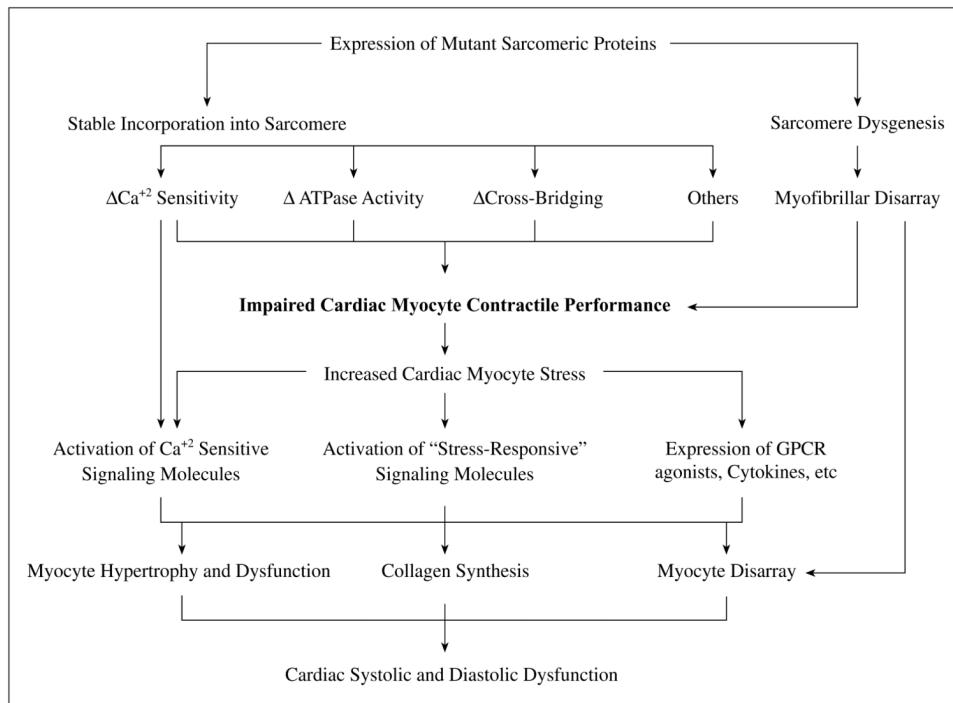 Expression of Mutant Sarcomeric Proteins
Stable Incorporation into Sarcomere
Sarcomere Dysgenesis
ΔCa⁺² Sensitivity
Δ ATPase Activity
ΔCross-Bridging
Others
Myofibrillar Disarray
Impaired Cardiac Myocyte Contractile Performance
Increased Cardiac Myocyte Stress
Activation of Ca⁺² Sensitive
Signaling Molecules
Activation of “Stress-Responsive”
Signaling Molecules
Expression of GPCR
agonists, Cytokines, etc
Myocyte Hypertrophy and Dysfunction
Collagen Synthesis
Myocyte Disarray
Cardiac Systolic and Diastolic Dysfunction